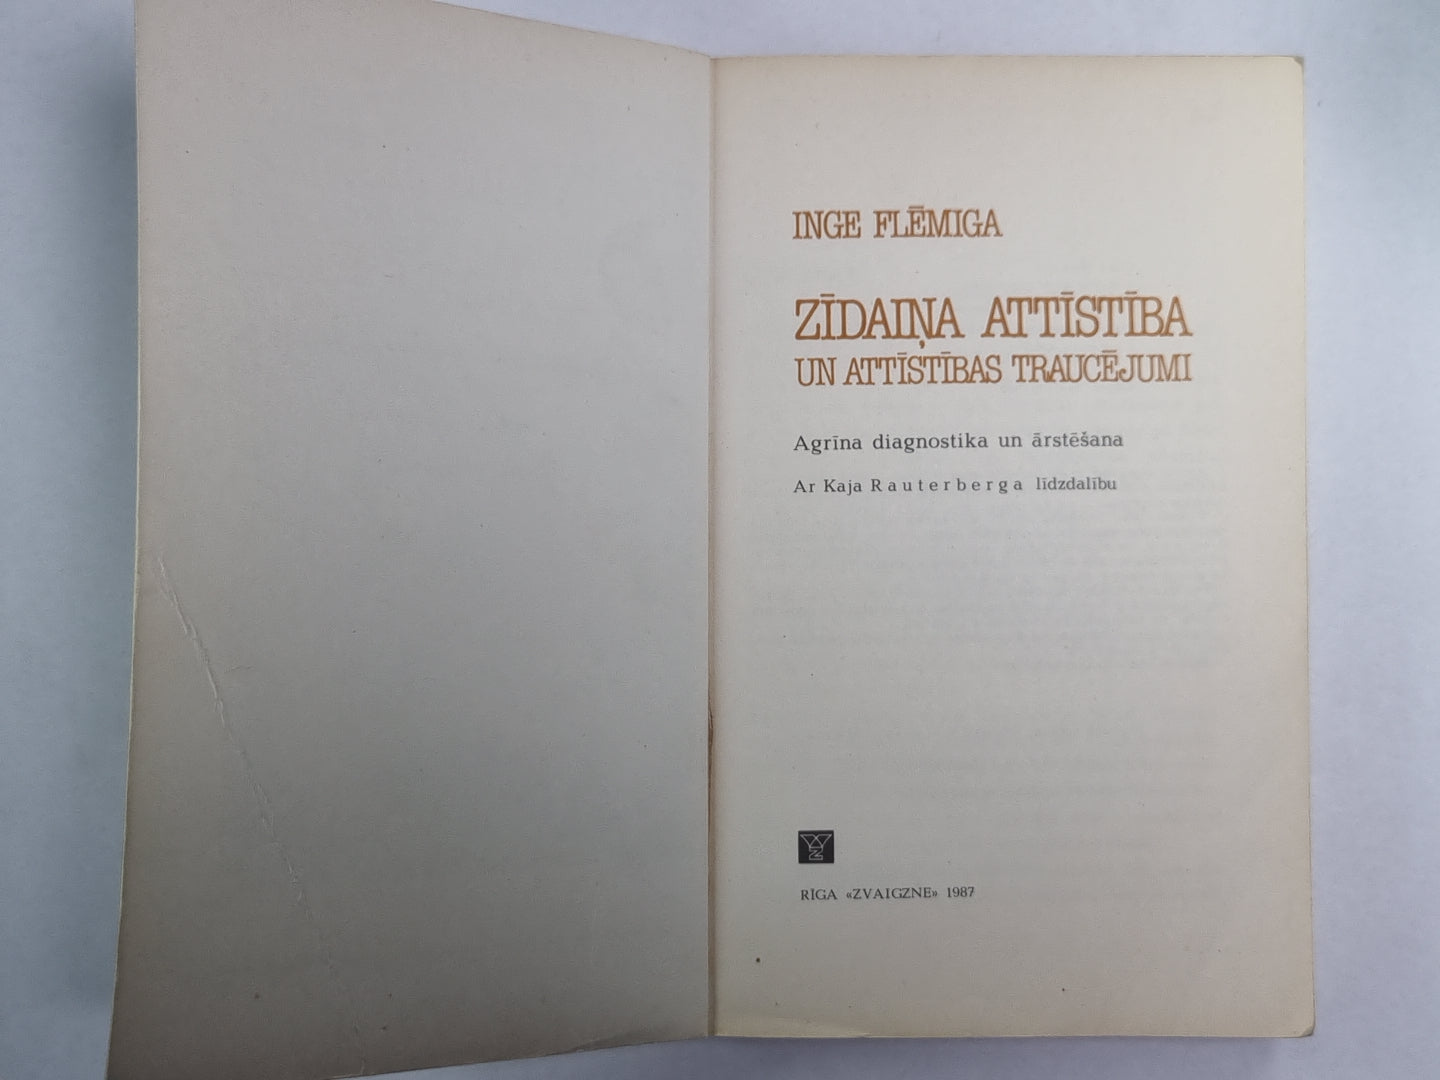 INGE FLĒMIGA
ZĪDAIŅA ATTĪSTĪBA
UN ATTĪSTĪBAS TRAUCĒJUMI
Agrīna diagnostika un ārstēšana
Ar Kaja Rauterberga līdzdalību
RĪGA «ZVAIGZNE» 1987